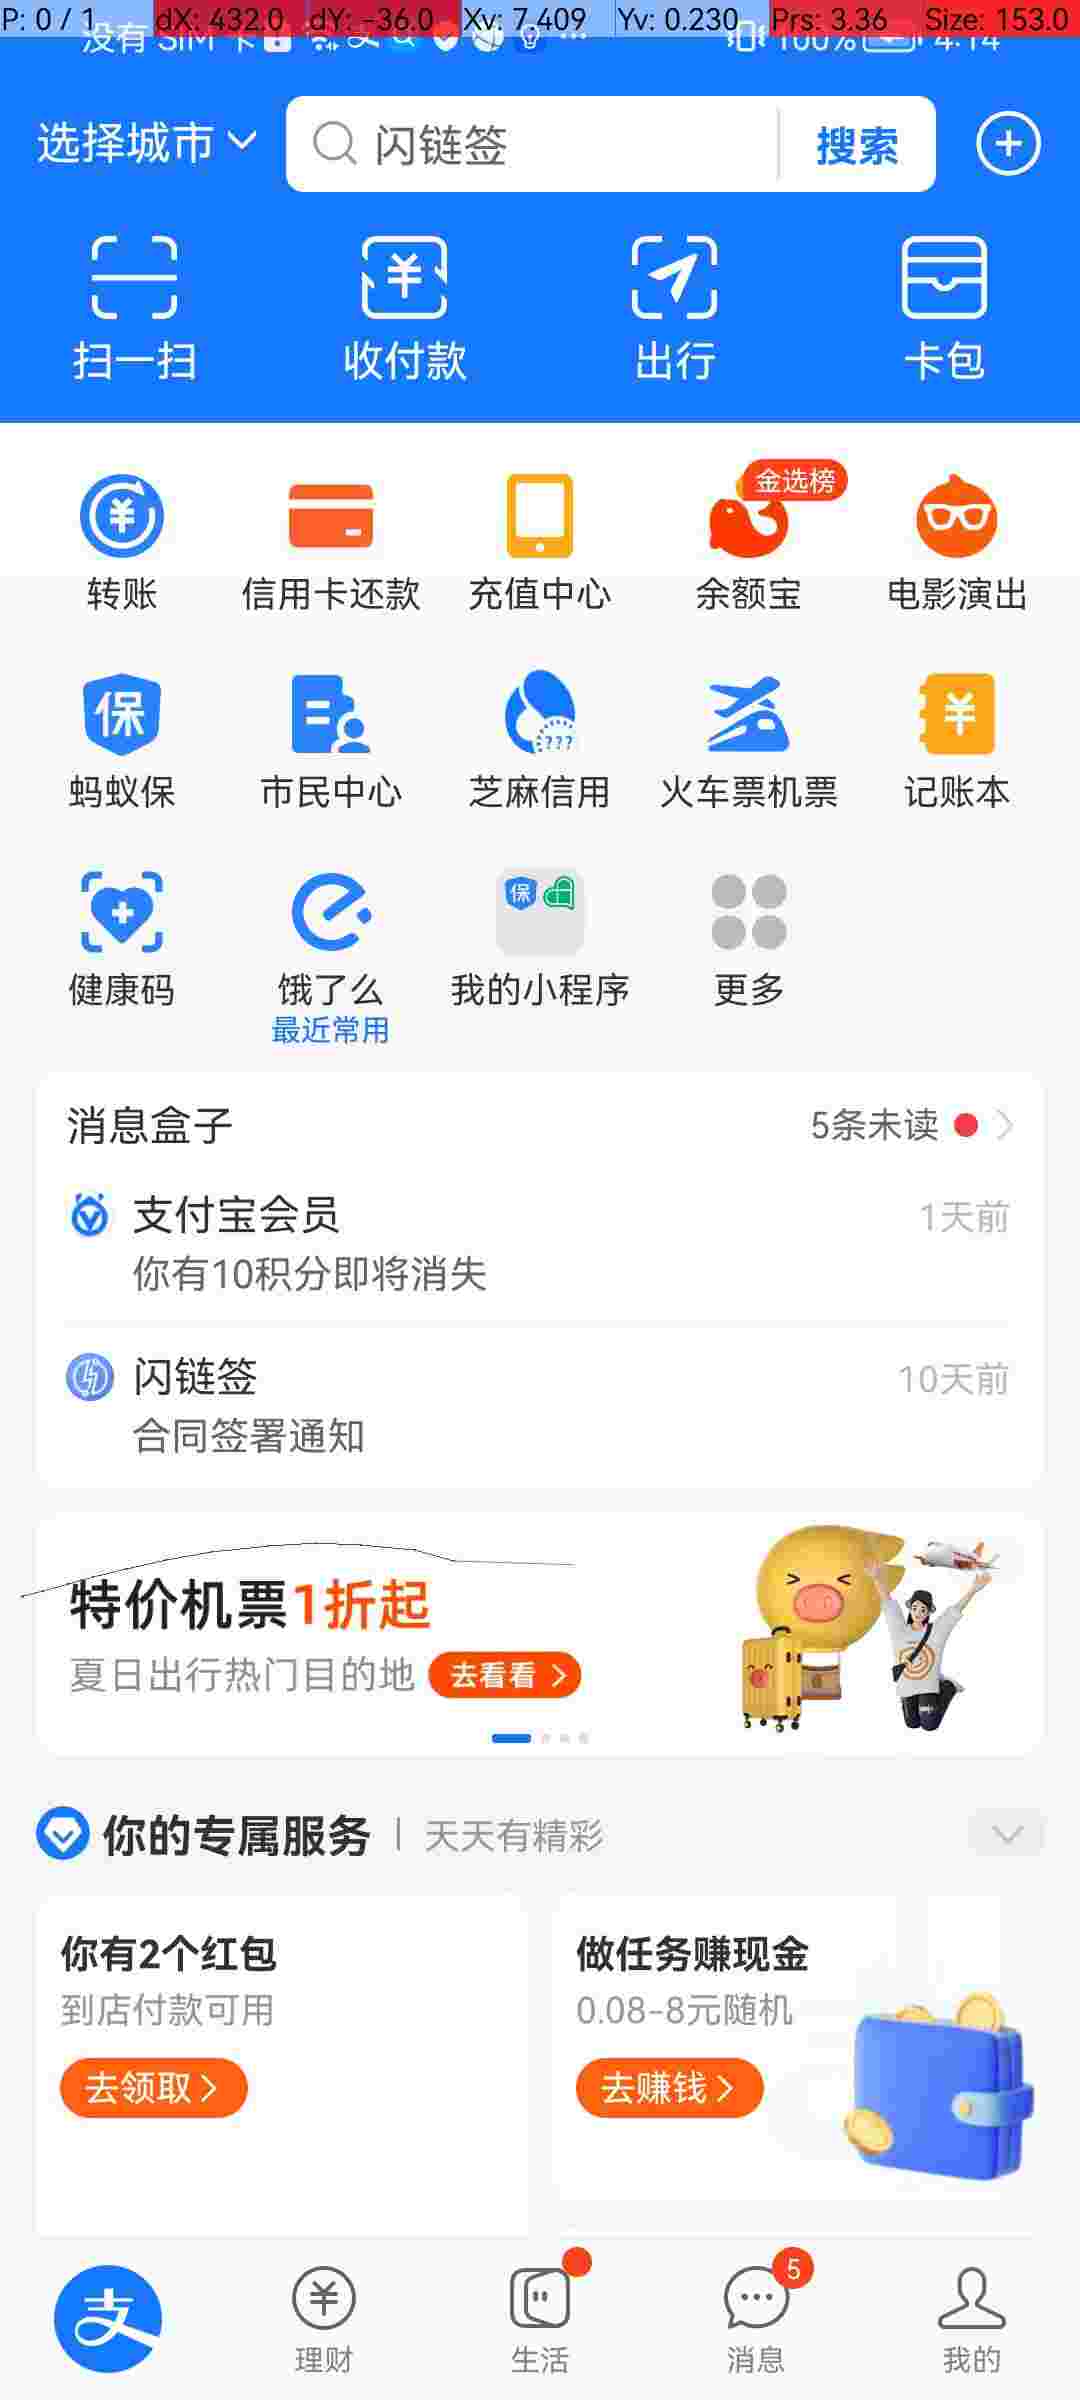 P: 0 / 1 dX: 432.0 dY: -36.0 Xv: 7.409 Yv: 0.230 Prs: 3.36 Size: 153.0
没有 SIM 卡 100% 4:14
选择城市 闪链签 搜索
扫一扫 收付款 出行 卡包
金选榜
转账 信用卡还款 充值中心 余额宝 电影演出
保 ???
蚂蚁保 市民中心 芝麻信用 火车票机票 记账本
保
健康码 饿了么 我的小程序 更多
最近常用
消息盒子 5条未读
支付宝会员 1天前
你有10积分即将消失
闪链签 10天前
合同签署通知
特价机票1折起
夏日出行热门目的地 去看看
你的专属服务 天天有精彩
你有2个红包 做任务赚现金
到店付款可用 0.08-8元随机
去领取 去赚钱
支 5
理财 生活 消息 我的